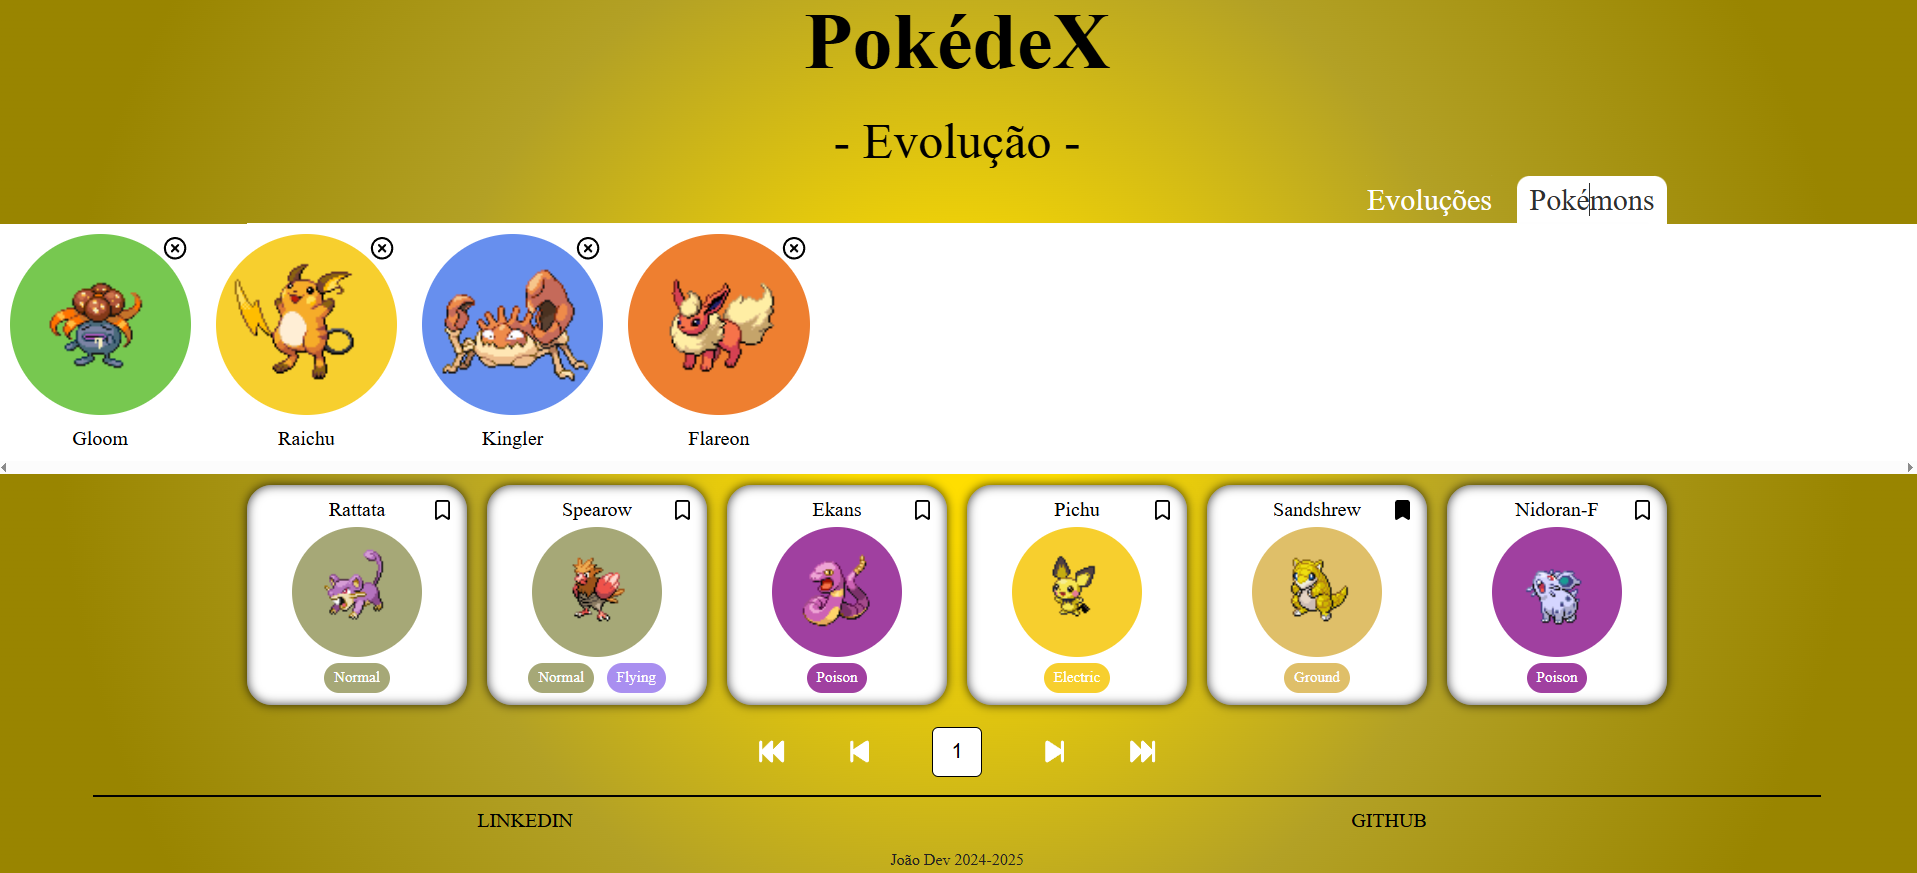 PokédeX
- Evolução -
Evoluções Pokémons
Gloom Raichu Kingler Flareon
Rattata Spearow Ekans Pichu Sandshrew Nidoran-F
Normal Normal Flying Poison Electric Ground Poison
1
LINKEDIN GITHUB
João Dev 2024-2025